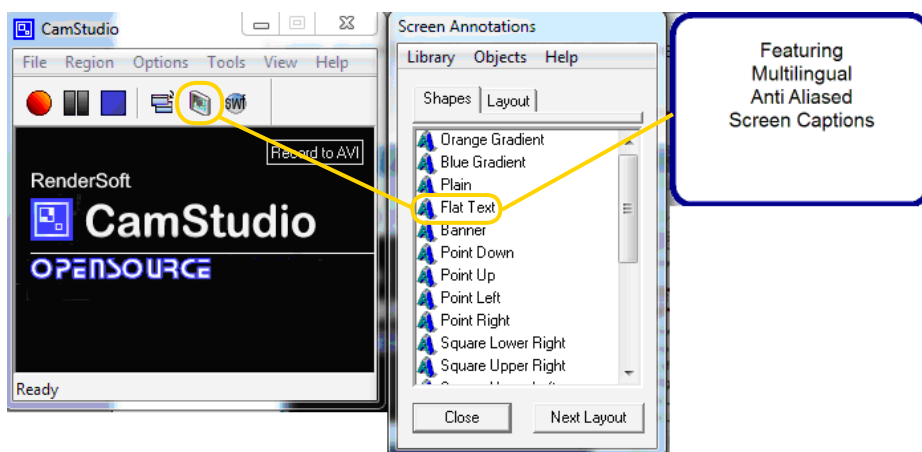 CamStudio
File Region Options Tools View Help
Record to AVI
RenderSoft
CamStudio
OPENSOURCE
Ready
Screen Annotations
Library Objects Help
Shapes Layout
Orange Gradient
Blue Gradient
Plain
Flat Text
Banner
Point Down
Point Up
Point Left
Point Right
Square Lower Right
Square Upper Right
Close Next Layout
Featuring
Multilingual
Anti Aliased
Screen Captions